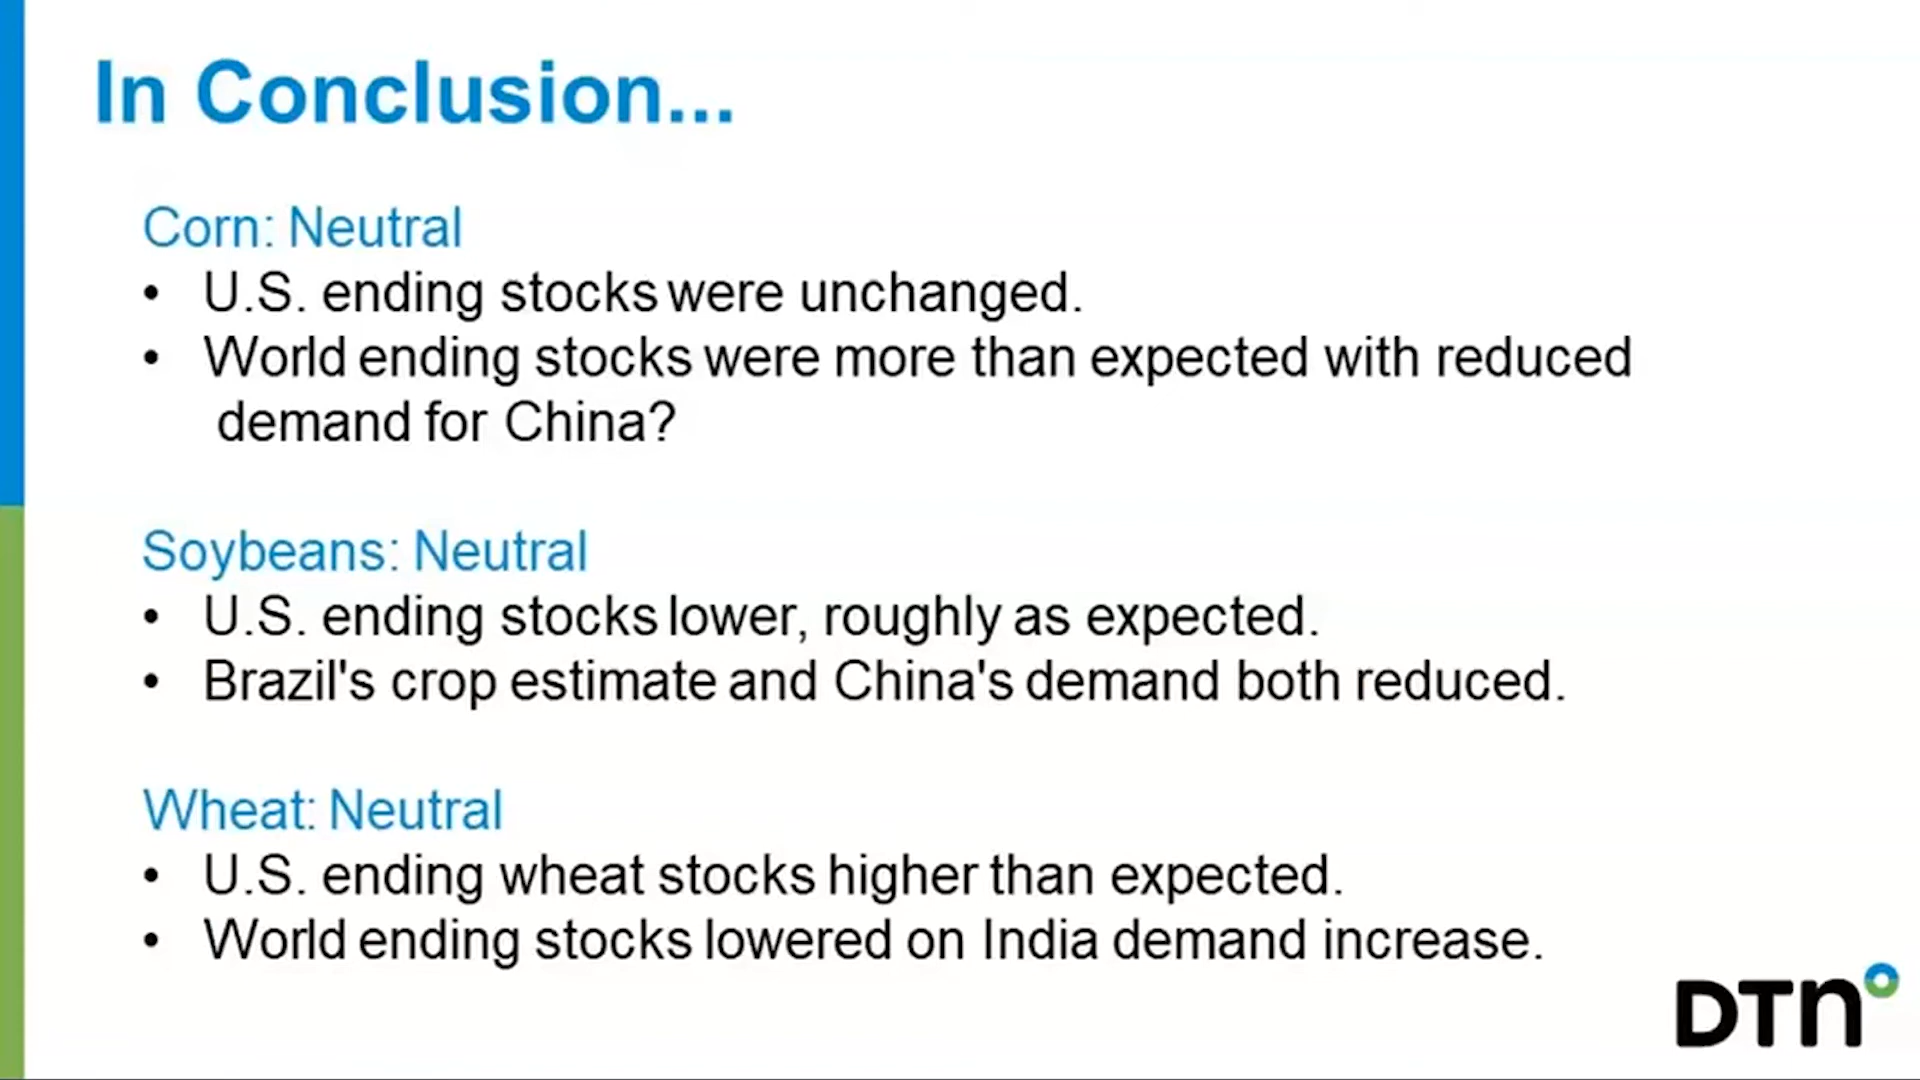 In Conclusion...
Corn: Neutral
• U.S. ending stocks were unchanged.
• World ending stocks were more than expected with reduced
demand for China?
Soybeans: Neutral
• U.S. ending stocks lower, roughly as expected.
• Brazil's crop estimate and China's demand both reduced.
Wheat: Neutral
• U.S. ending wheat stocks higher than expected.
• World ending stocks lowered on India demand increase.
DTn